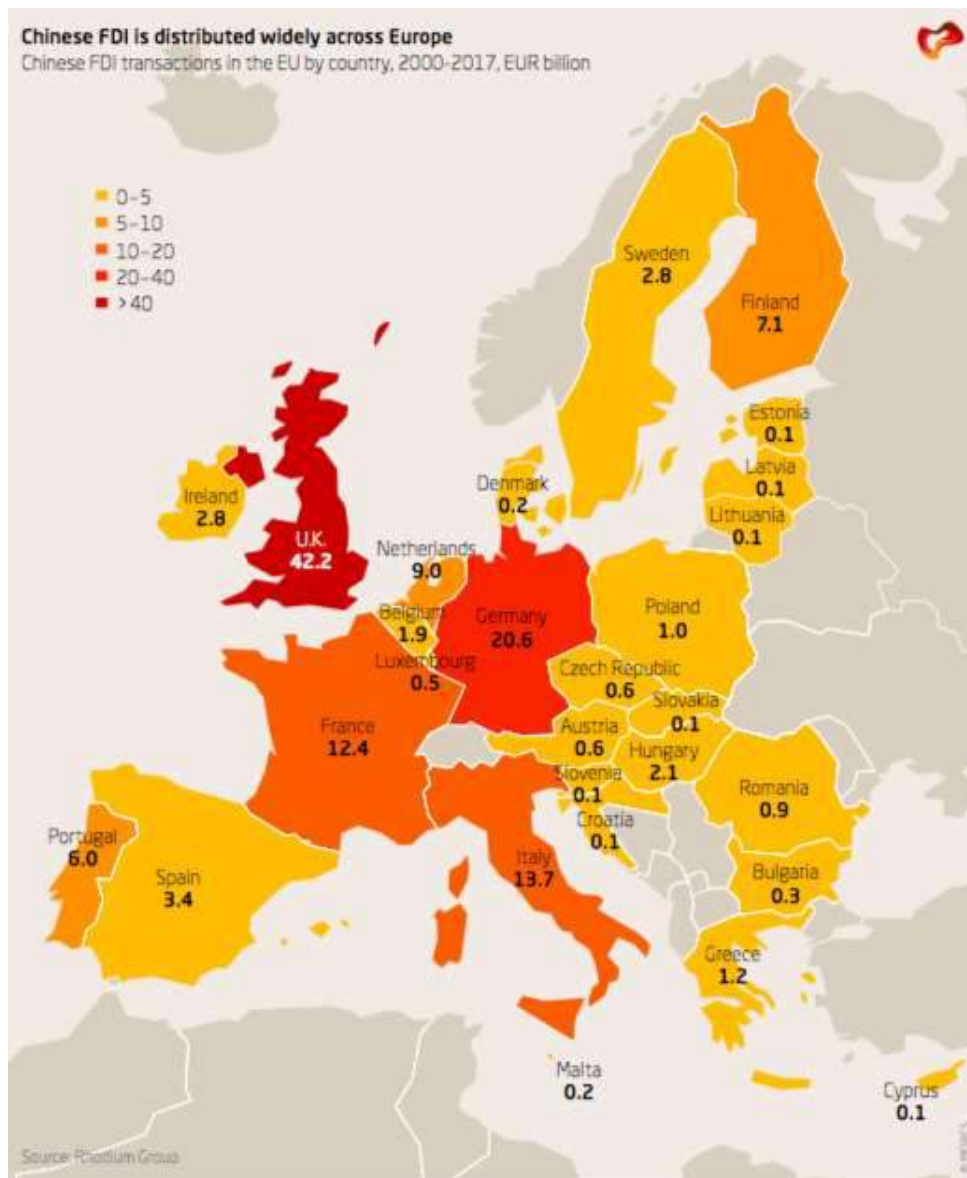 Chinese FDI is distributed widely across Europe
Chinese FDI transactions in the EU by country, 2000-2017, EUR billion
0-5
5-10
10-20
20-40
>40
Sweden
2.8
Finland
7.1
Estonia
0.1
Latvia
0.1
Lithuania
0.1
Denmark
0.2
Ireland
2.8
U.K.
42.2
Netherlands
9.0
Belgium
1.9
Luxembourg
0.5
Germany
20.6
Poland
1.0
Czech Republic
0.6
Slovakia
0.1
Austria
0.6
Hungary
2.1
France
12.4
Slovenia
0.1
Croatia
0.1
Romania
0.9
Portugal
6.0
Spain
3.4
Italy
13.7
Bulgaria
0.3
Greece
1.2
Malta
0.2
Cyprus
0.1
Source: Rhodium Group
© MERICS